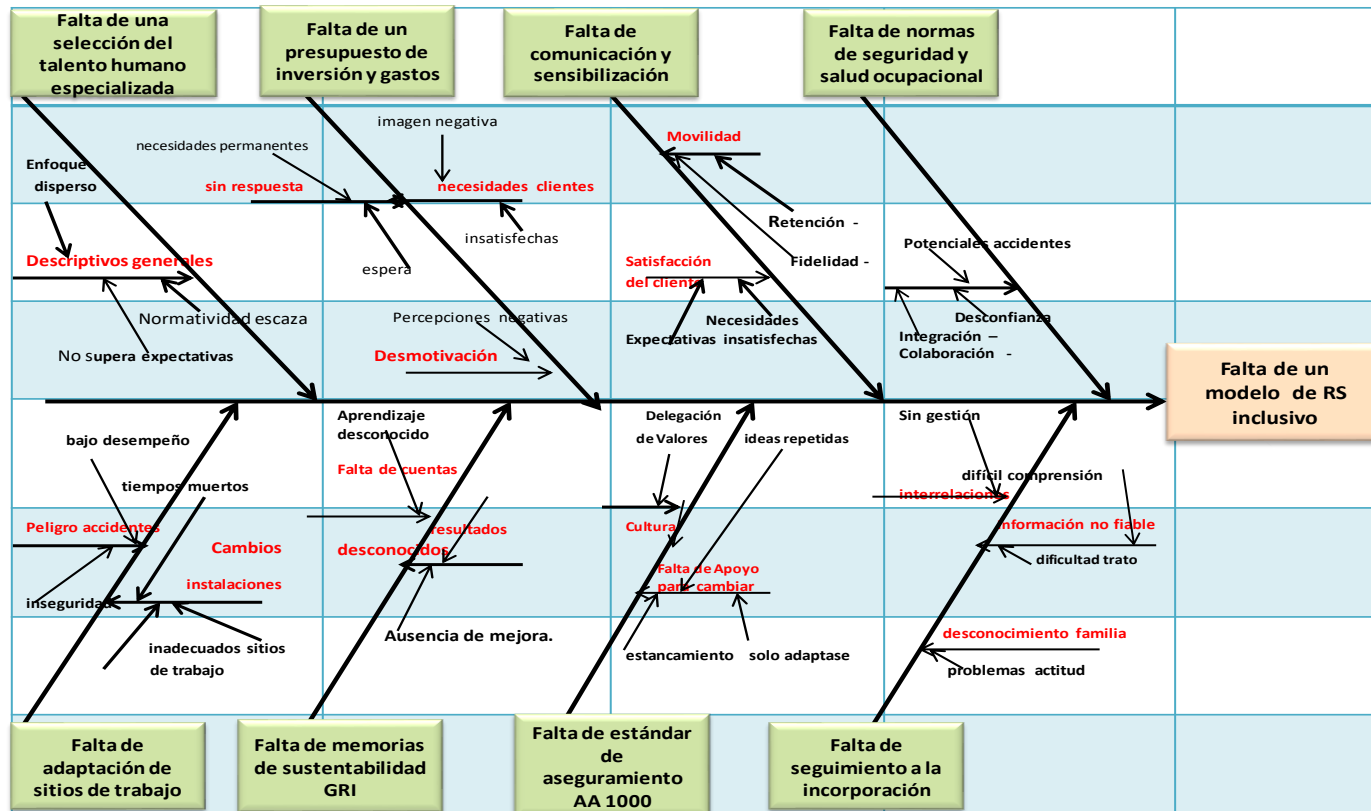 Falta de una
selección del
talento humano
especializada
Falta de un
presupuesto de
inversión y gastos
Falta de
comunicación y
sensibilización
Falta de normas
de seguridad y
salud ocupacional
Enfoque
disperso
Descriptivos generales
Normatividad escaza
No supera expectativas
imagen negativa
necesidades permanentes
sin respuesta
necesidades clientes
insatisfechas
espera
Percepciones negativas
Desmotivación
Movilidad
Retención -
Fidelidad -
Satisfacción
del cliente
Necesidades
Expectativas insatisfechas
Potenciales accidentes
Desconfianza
Integración –
Colaboración -
Falta de un
modelo de RS
inclusivo
bajo desempeño
tiempos muertos
Peligro accidentes
Cambios
instalaciones
inseguridad
inadecuados sitios
de trabajo
Aprendizaje
desconocido
Falta de cuentas
resultados
desconocidos
Ausencia de mejora.
Delegación
de Valores
ideas repetidas
Cultura
Falta de Apoyo
para cambiar
estancamiento
solo adaptase
Sin gestión
difícil comprensión
interrelaciones
información no fiable
dificultad trato
desconocimiento familia
problemas actitud
Falta de
adaptación de
sitios de trabajo
Falta de memorias
de sustentabilidad
GRI
Falta de estándar
de
aseguramiento
AA 1000
Falta de
seguimiento a la
incorporación